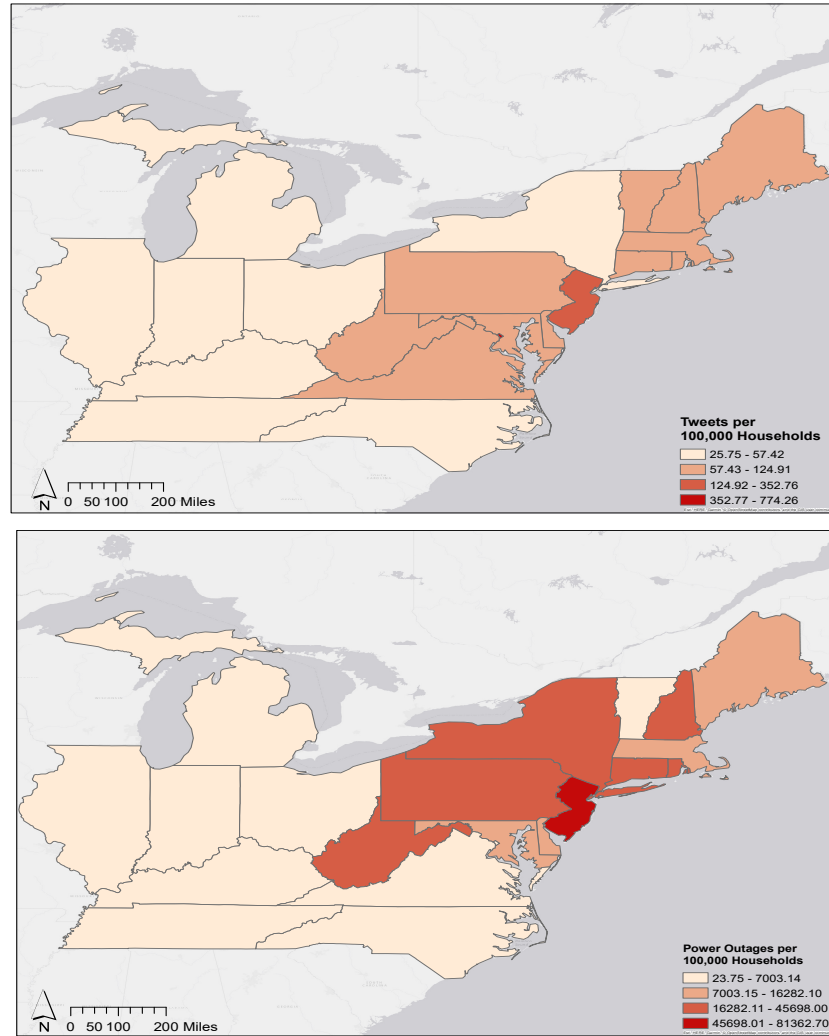 Tweets per
100,000 Households
25.75 - 57.42
57.43 - 124.91
124.92 - 352.76
352.77 - 774.26
N
0 50 100 200 Miles
Power Outages per
100,000 Households
23.75 - 7003.14
7003.15 - 16282.10
16282.11 - 45698.00
45698.01 - 81362.70
N
0 50 100 200 Miles